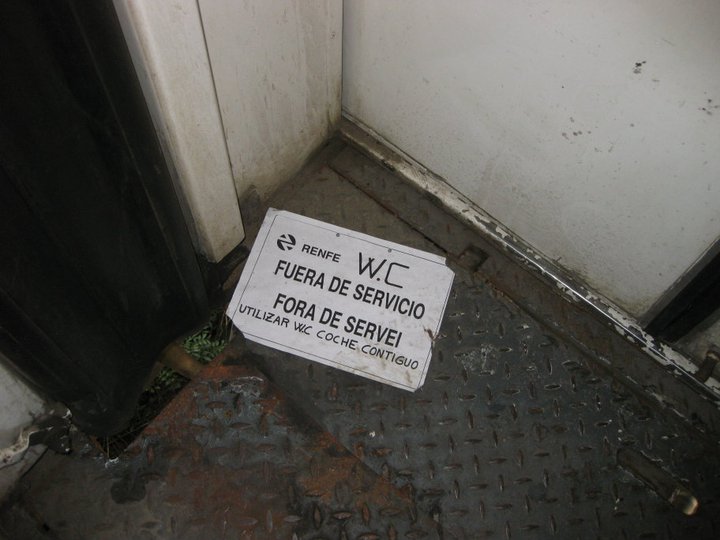 RENFE W.C
FUERA DE SERVICIO
FORA DE SERVEI
UTILIZAR W.C COCHE CONTIGUO